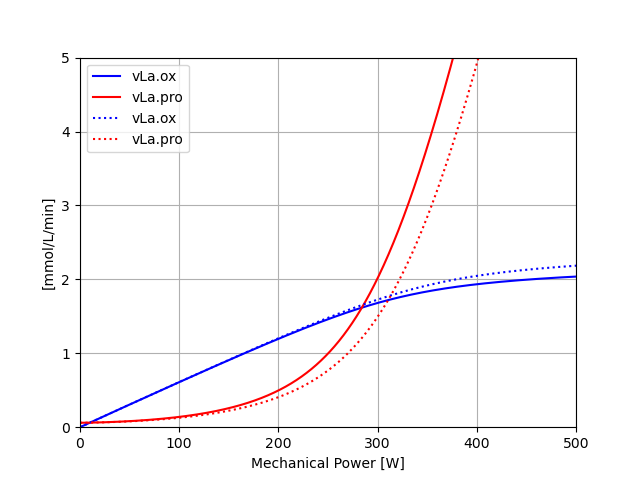 5
4
3
2
1
0
[mmol/L/min]
vLa.ox
vLa.pro
vLa.ox
vLa.pro
0 100 200 300 400 500
Mechanical Power [W]